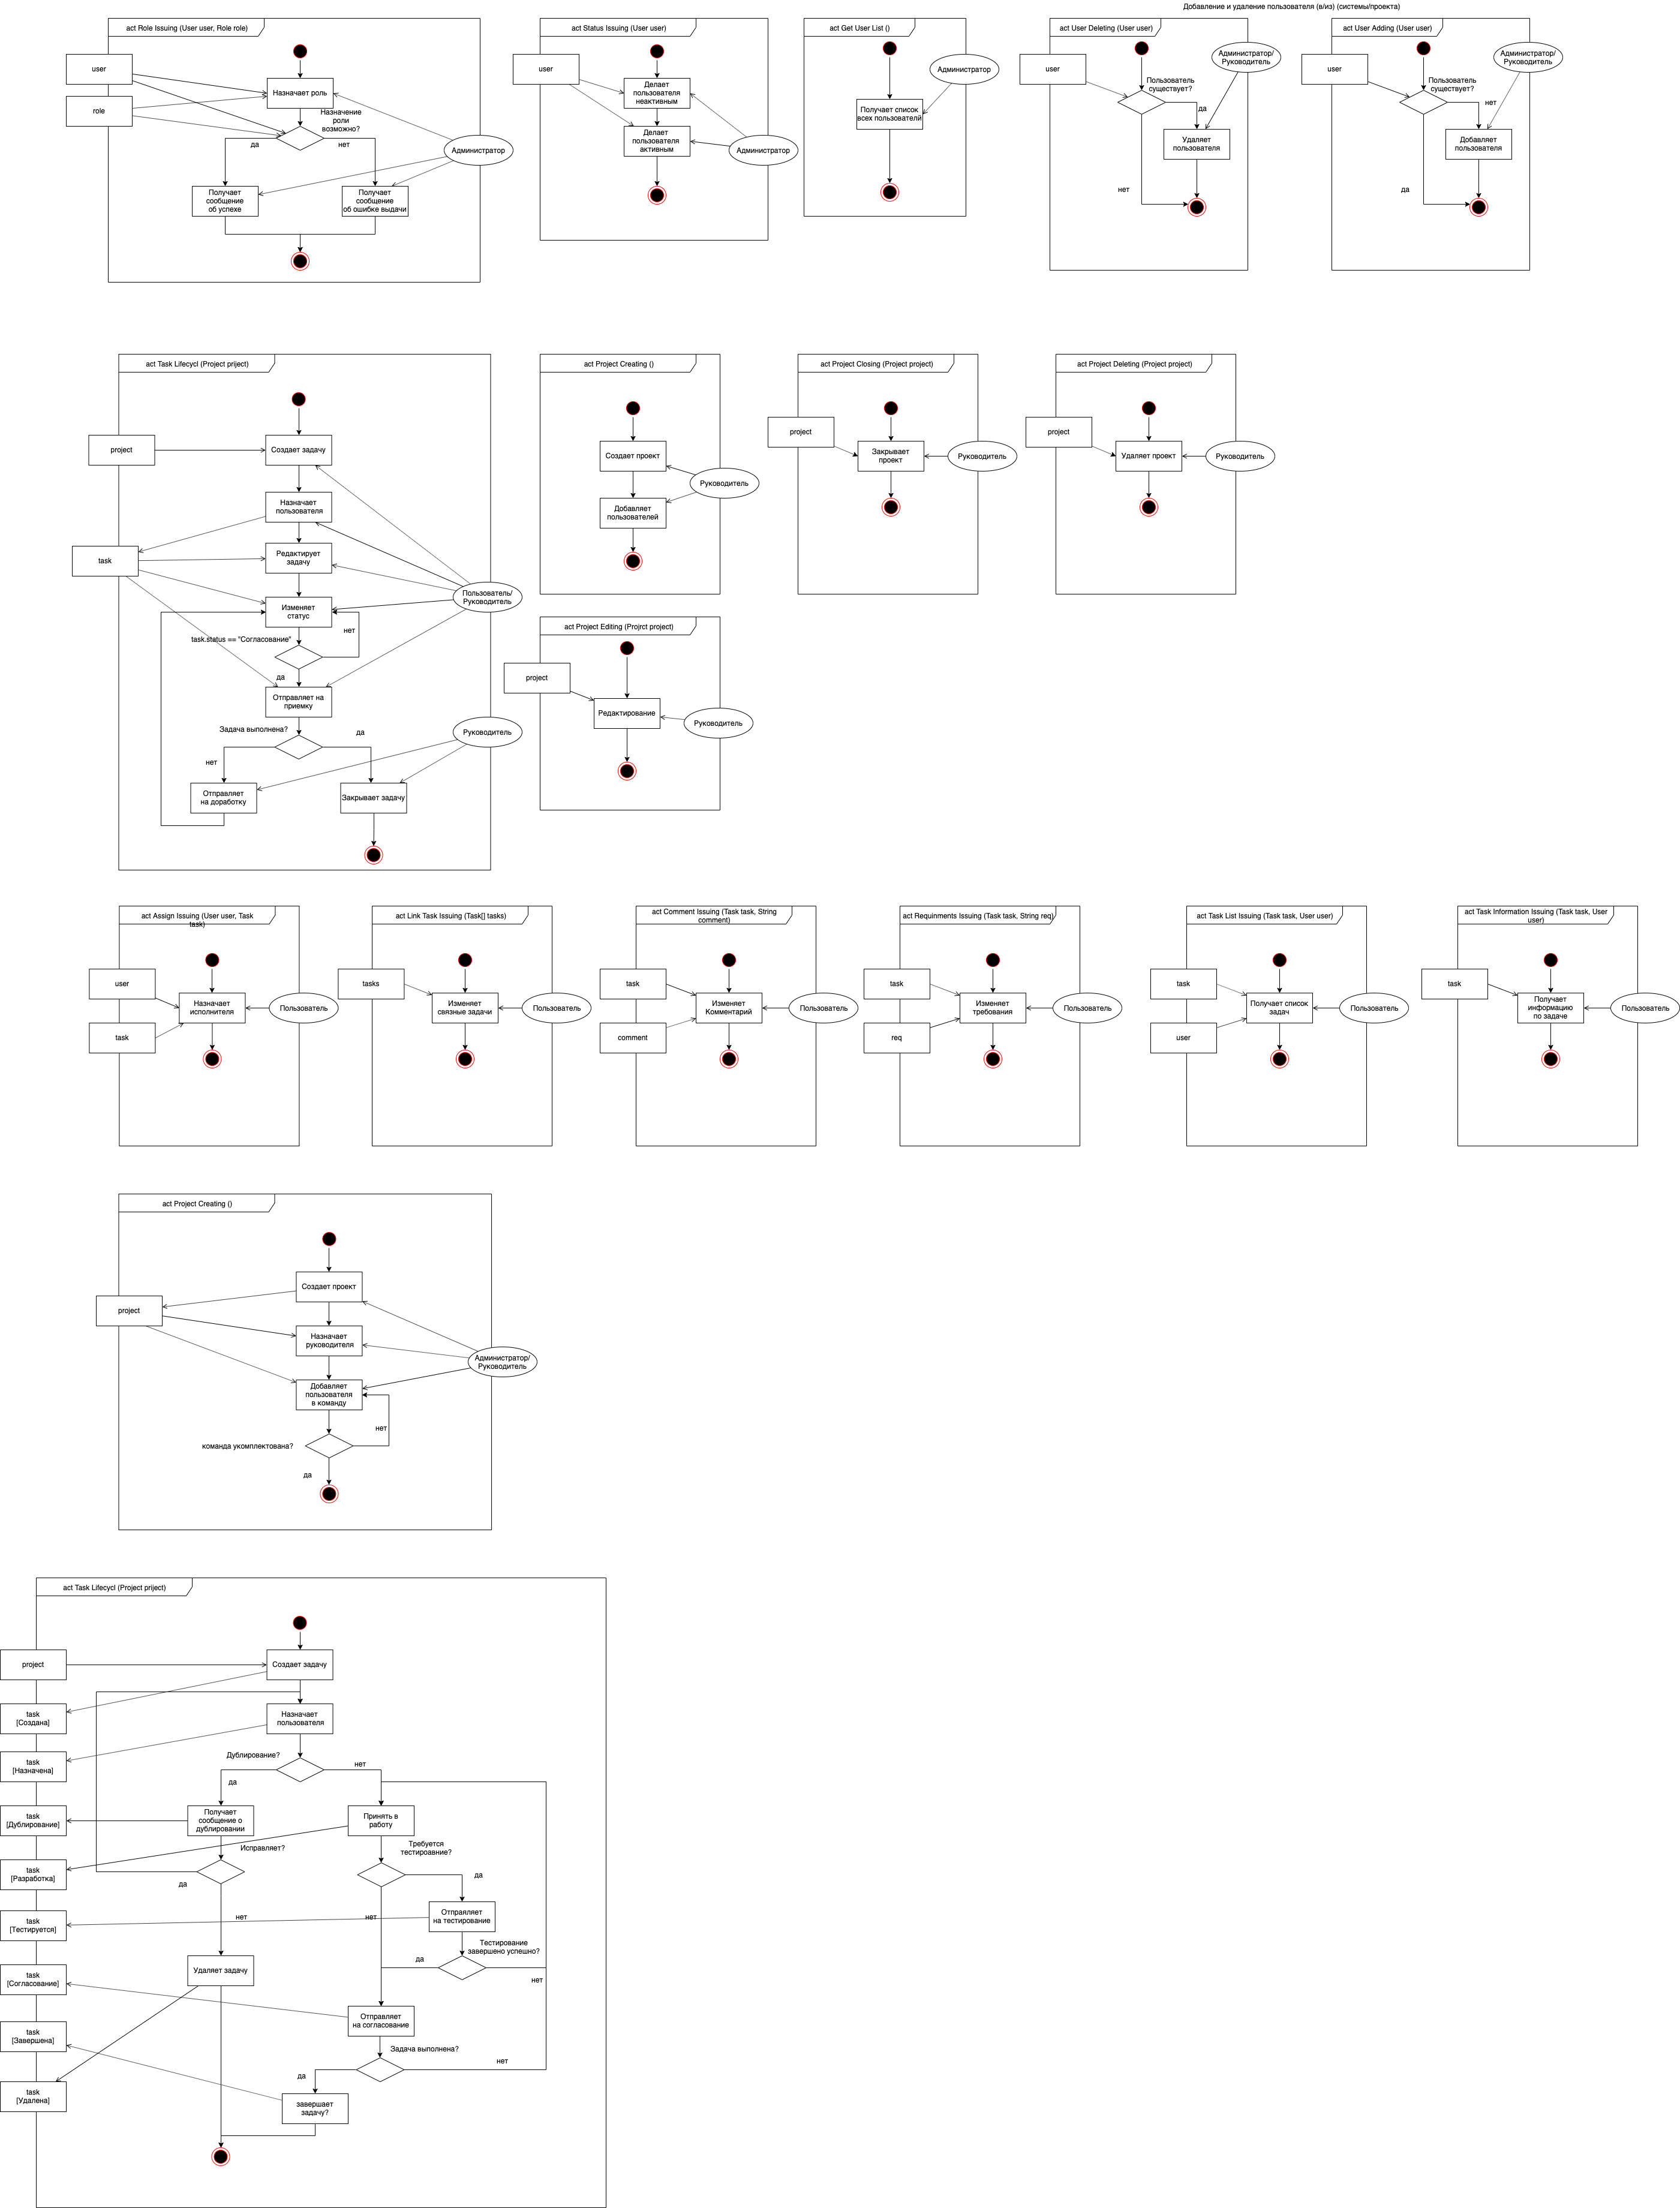 Добавление и удаление пользователя (в/из) (системы/проекта)
act Role Issuing (User user, Role role)
user
role
Назначает роль
Назначение
роли
возможно?
да
нет
Администратор
Получает
сообщение
об успехе
Получает
сообщение
об ошибке выдачи
act Status Issuing (User user)
user
Делает
пользователя
неактивным
Делает
пользователя
активным
Администратор
act Get User List ()
Администратор
Получает список
всех пользователй
act User Deleting (User user)
user
Администратор/
Руководитель
Пользователь
существует?
да
Удаляет
пользователя
нет
act User Adding (User user)
user
Администратор/
Руководитель
Пользователь
существует?
нет
Добавляет
пользователя
да
act Task Lifecycl (Project priject)
project
Создает задачу
Назначает
пользователя
task
Редактирует
задачу
Пользователь/
Руководитель
Изменяет
статус
нет
task.status == "Согласование"
да
Отправляет на
приемку
Задача выполнена?
да
Руководитель
нет
Отправляет
на доработку
Закрывает задачу
act Project Creating ()
Создает проект
Руководитель
Добавляет
пользователей
act Project Closing (Project project)
project
Закрывает
проект
Руководитель
act Project Deleting (Project project)
project
Удаляет проект
Руководитель
act Project Editing (Projrct project)
project
Редактирование
Руководитель
act Assign Issuing (User user, Task
task)
user
Назначает
исполнителя
Пользователь
task
act Link Task Issuing (Task[] tasks)
tasks
Изменяет
связные задачи
Пользователь
act Comment Issuing (Task task, String
comment)
task
Изменяет
Комментарий
Пользователь
comment
act Requinments Issuing (Task task, String req)
task
Изменяет
требования
Пользователь
req
act Task List Issuing (Task task, User user)
task
Получает список
задач
Пользователь
user
act Task Information Issuing (Task task, User
user)
task
Получает
информацию
по задаче
Пользователь
act Project Creating ()
Создает проект
project
Назначает
руководителя
Администратор/
Руководитель
Добавляет
пользователя
в команду
нет
команда укомплектована?
да
act Task Lifecycl (Project priject)
project
Создает задачу
task
[Создана]
Назначает
пользователя
task
[Назначена]
Дублирование?
нет
да
task
[Дублирование]
Получает
сообщение о
дублировании
Принять в
работу
Исправляет?
Требуется
тестироавние?
task
[Разработка]
да
да
task
[Тестируется]
нет
нет
Отпраяляет
на тестирование
Тестирование
завершено успешно?
да
Удаляет задачу
task
[Согласование]
нет
Отправляет
на согласование
task
[Завершена]
Задача выполнена?
нет
да
task
[Удалена]
завершает
задачу?